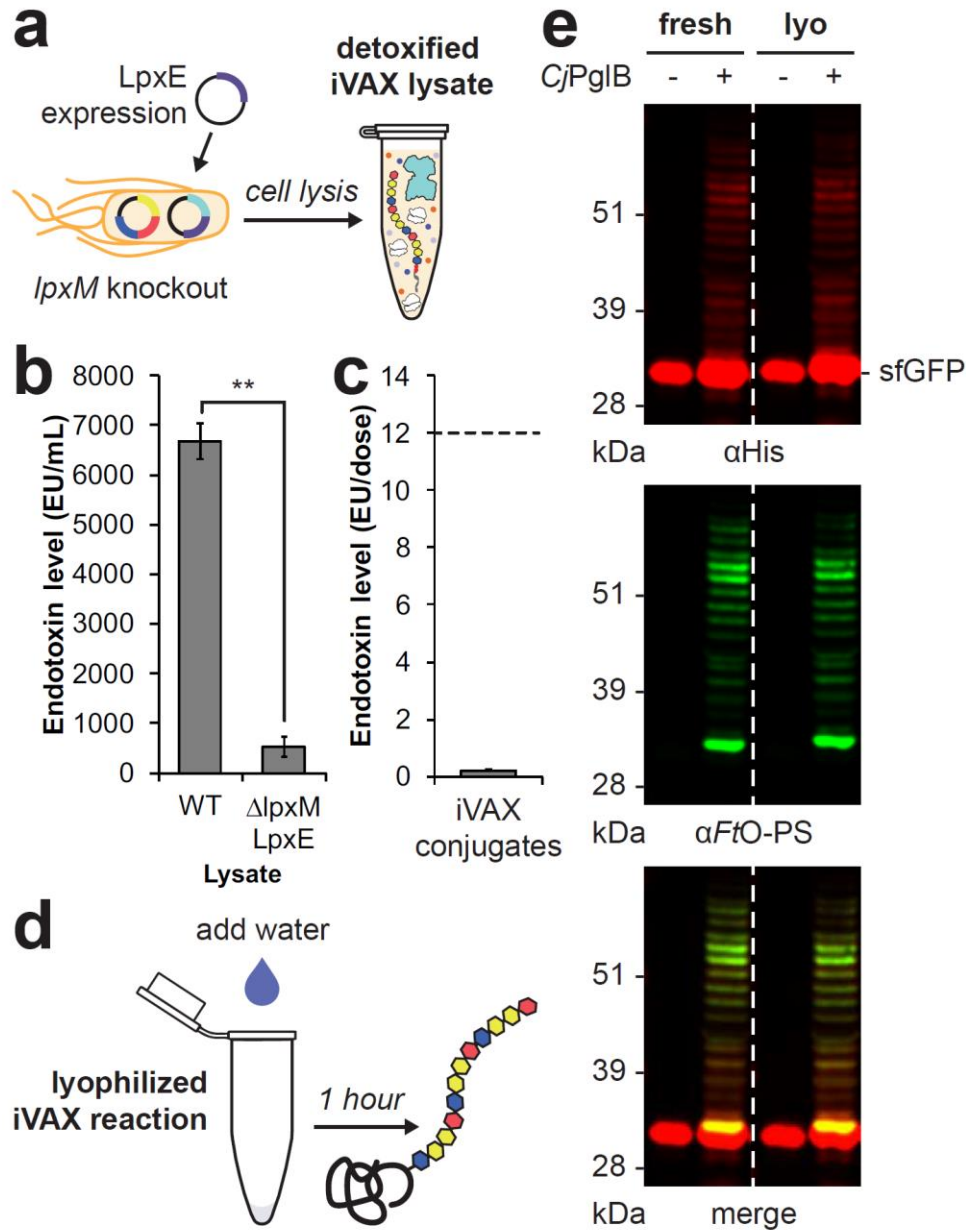 a
LpxE
expression
lpxM knockout
cell lysis
detoxified
iVAX lysate
b
Endotoxin level (EU/mL)
8000
7000
6000
5000
4000
3000
2000
1000
0
**
WT
ΔlpxM
LpxE
Lysate
c
Endotoxin level (EU/dose)
14
12
10
8
6
4
2
0
iVAX
conjugates
d
add water
lyophilized
iVAX reaction
1 hour
e
fresh lyo
CjPglB - + - +
51
39
28
- sfGFP
kDa αHis
51
39
28
kDa αFtO-PS
51
39
28
kDa merge